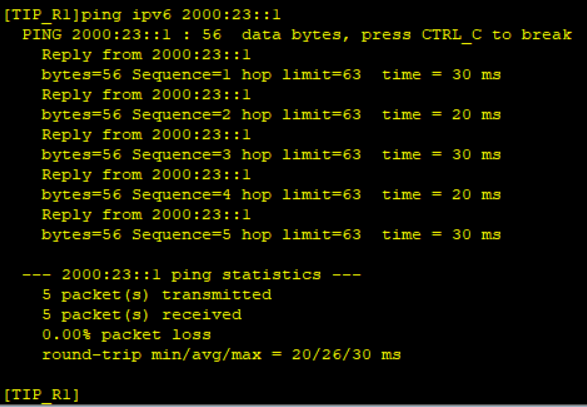 [TIP_R1]ping ipv6 2000:23::1
PING 2000:23::1 : 56  data bytes, press CTRL_C to break
Reply from 2000:23::1
bytes=56 Sequence=1 hop limit=63  time = 30 ms
Reply from 2000:23::1
bytes=56 Sequence=2 hop limit=63  time = 20 ms
Reply from 2000:23::1
bytes=56 Sequence=3 hop limit=63  time = 30 ms
Reply from 2000:23::1
bytes=56 Sequence=4 hop limit=63  time = 20 ms
Reply from 2000:23::1
bytes=56 Sequence=5 hop limit=63  time = 30 ms
--- 2000:23::1 ping statistics ---
5 packet(s) transmitted
5 packet(s) received
0.00% packet loss
round-trip min/avg/max = 20/26/30 ms
[TIP_R1]